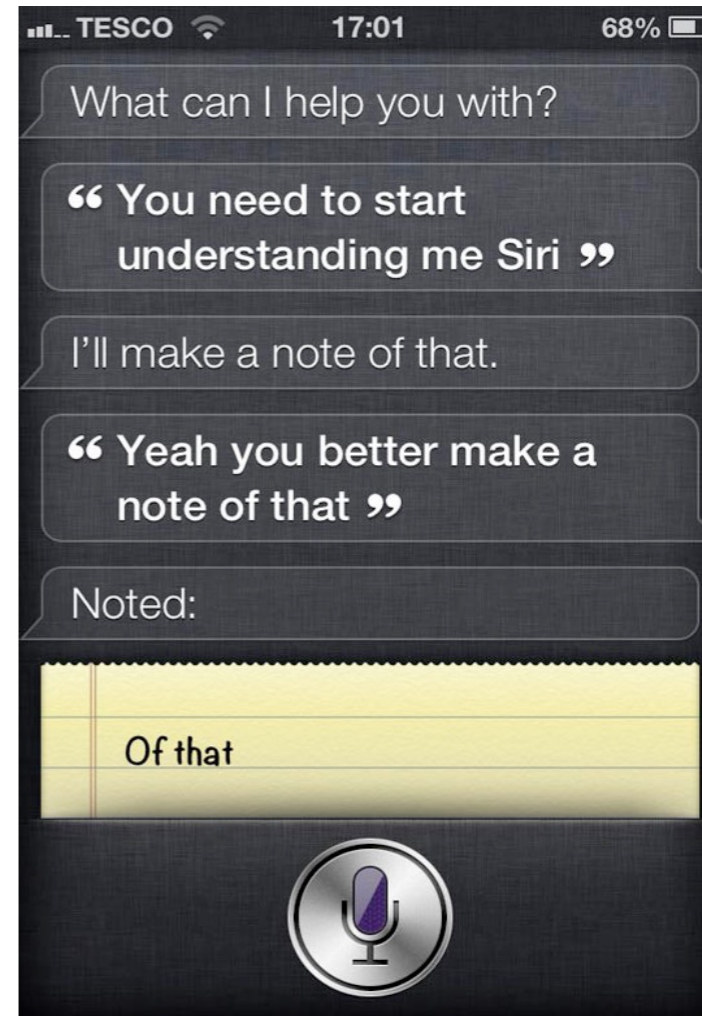 TESCO 17:01 68%
What can I help you with?
“ You need to start
understanding me Siri ”
I’ll make a note of that.
“ Yeah you better make a
note of that ”
Noted:
Of that